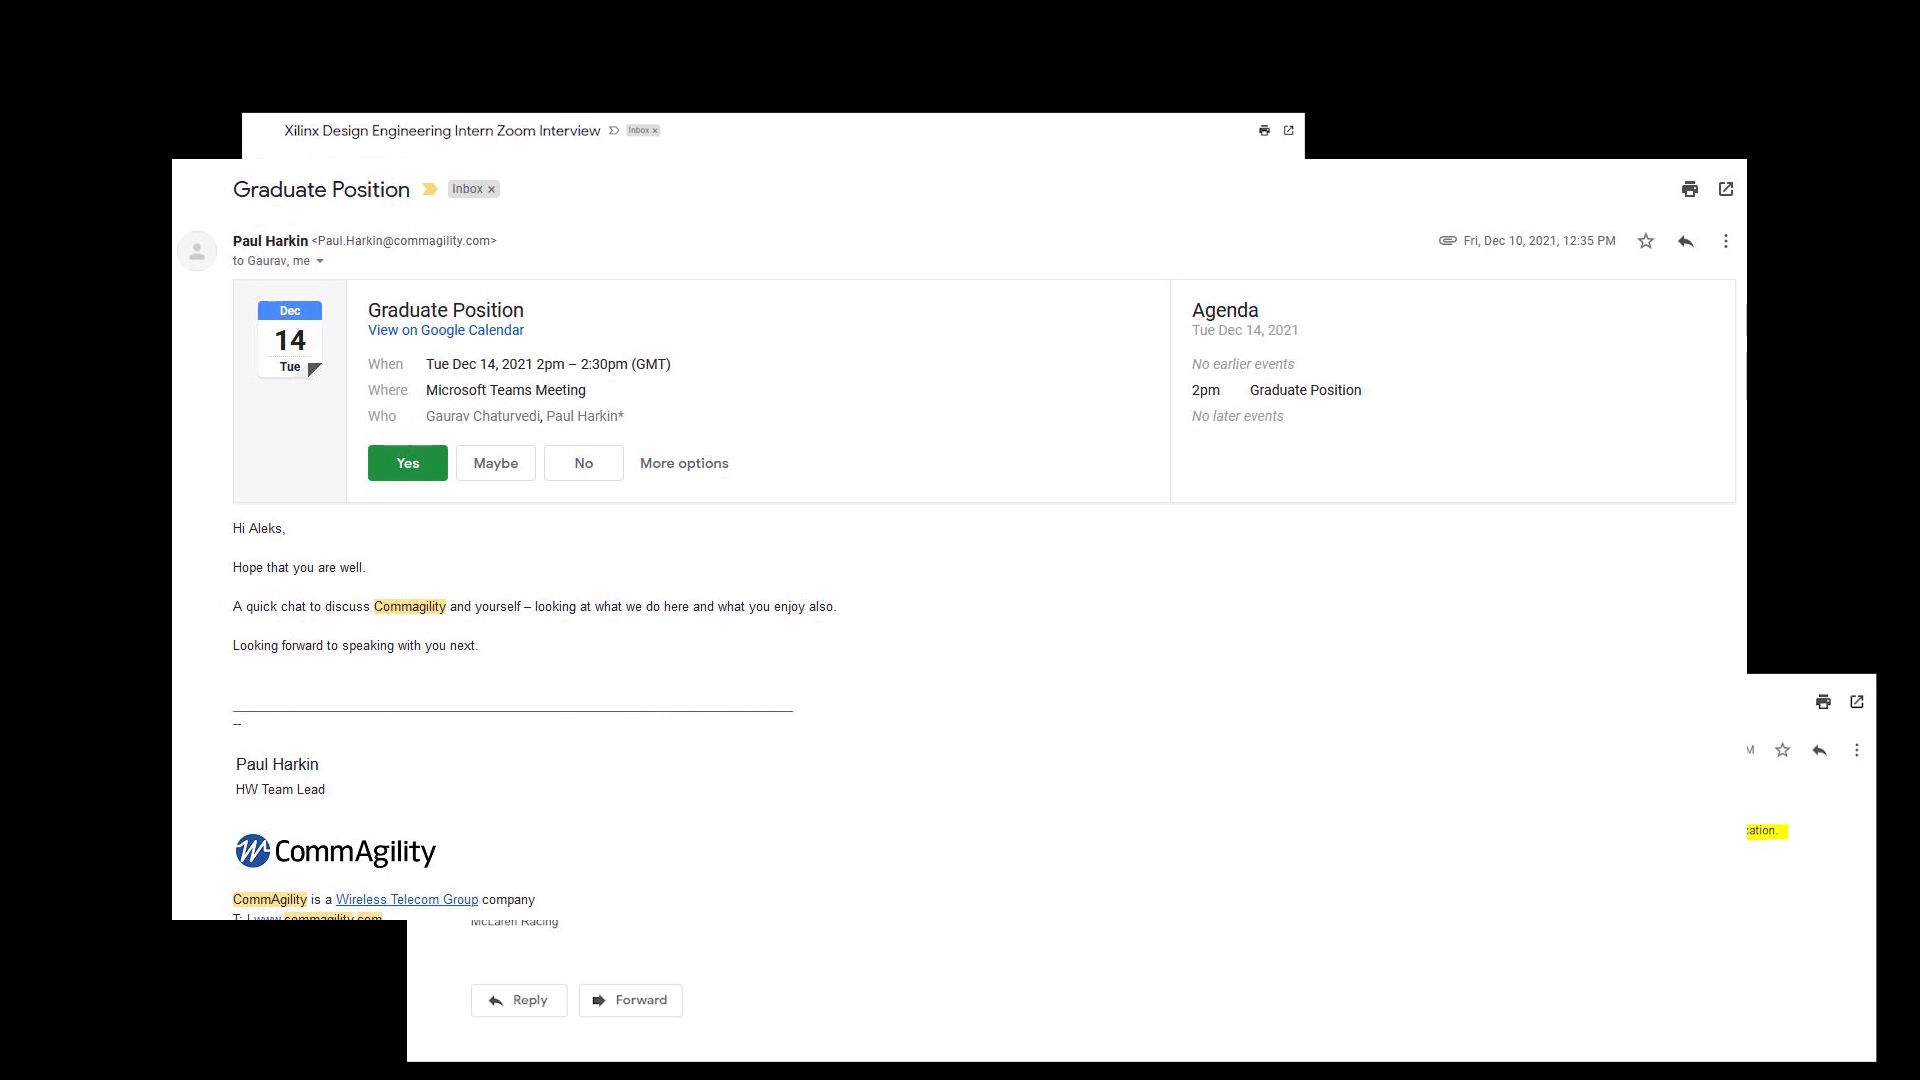 Xilinx Design Engineering Intern Zoom Interview Inbox x
Graduate Position Inbox x
Paul Harkin <Paul.Harkin@commagility.com>
Fri, Dec 10, 2021, 12:35 PM
to Gaurav, me
Dec
14
Tue
Graduate Position
View on Google Calendar
When Tue Dec 14, 2021 2pm – 2:30pm (GMT)
Where Microsoft Teams Meeting
Who Gaurav Chaturvedi, Paul Harkin*
Yes Maybe No More options
Agenda
Tue Dec 14, 2021
No earlier events
2pm Graduate Position
No later events
Hi Aleks,
Hope that you are well.
A quick chat to discuss Commagility and yourself – looking at what we do here and what you enjoy also.
Looking forward to speaking with you next.
--
Paul Harkin
HW Team Lead
CommAgility
CommAgility is a Wireless Telecom Group company
T: | www.commagility.com
McLaren Racing
Reply Forward